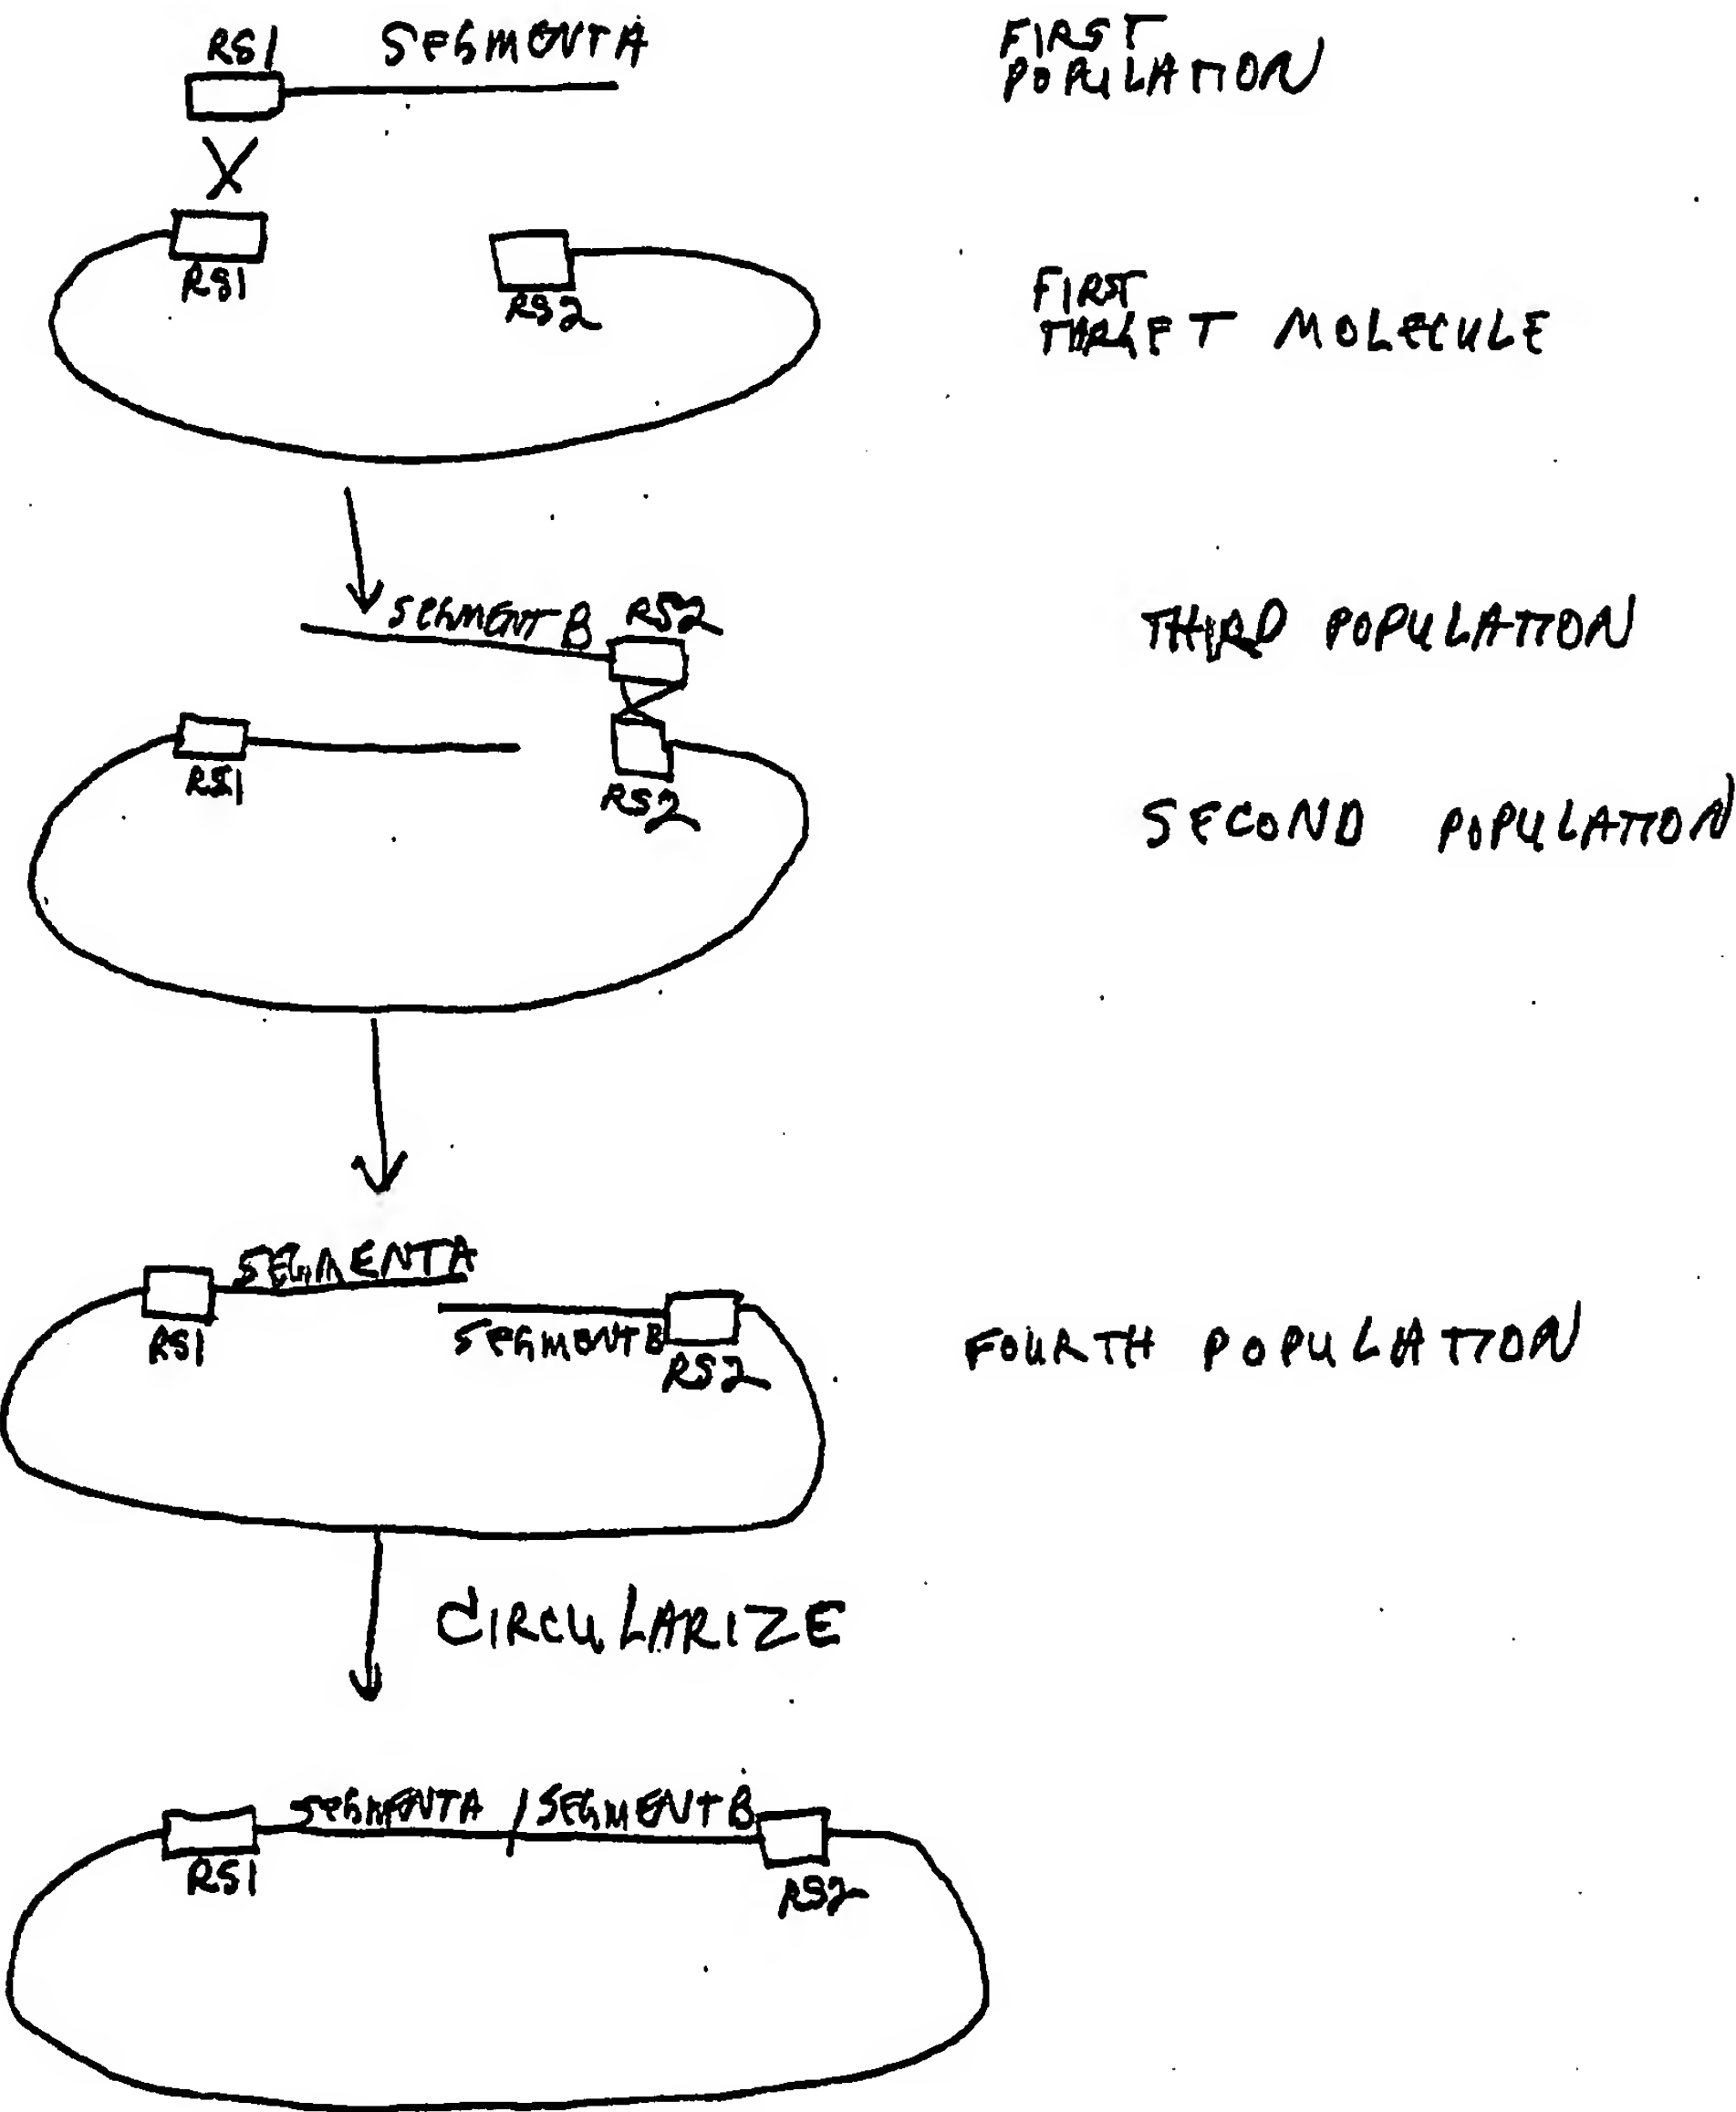 RS1 SEGMENT A
FIRST
POPULATION
RS1
RS2
FIRST
TARGET MOLECULE
SEGMENT B RS2
THIRD POPULATION
RS1
RS2
SECOND POPULATION
SEGMENT A
RS1
SEGMENT B
RS2
FOURTH POPULATION
CIRCULARIZE
SEGMENT A / SEGMENT B
RS1
RS2